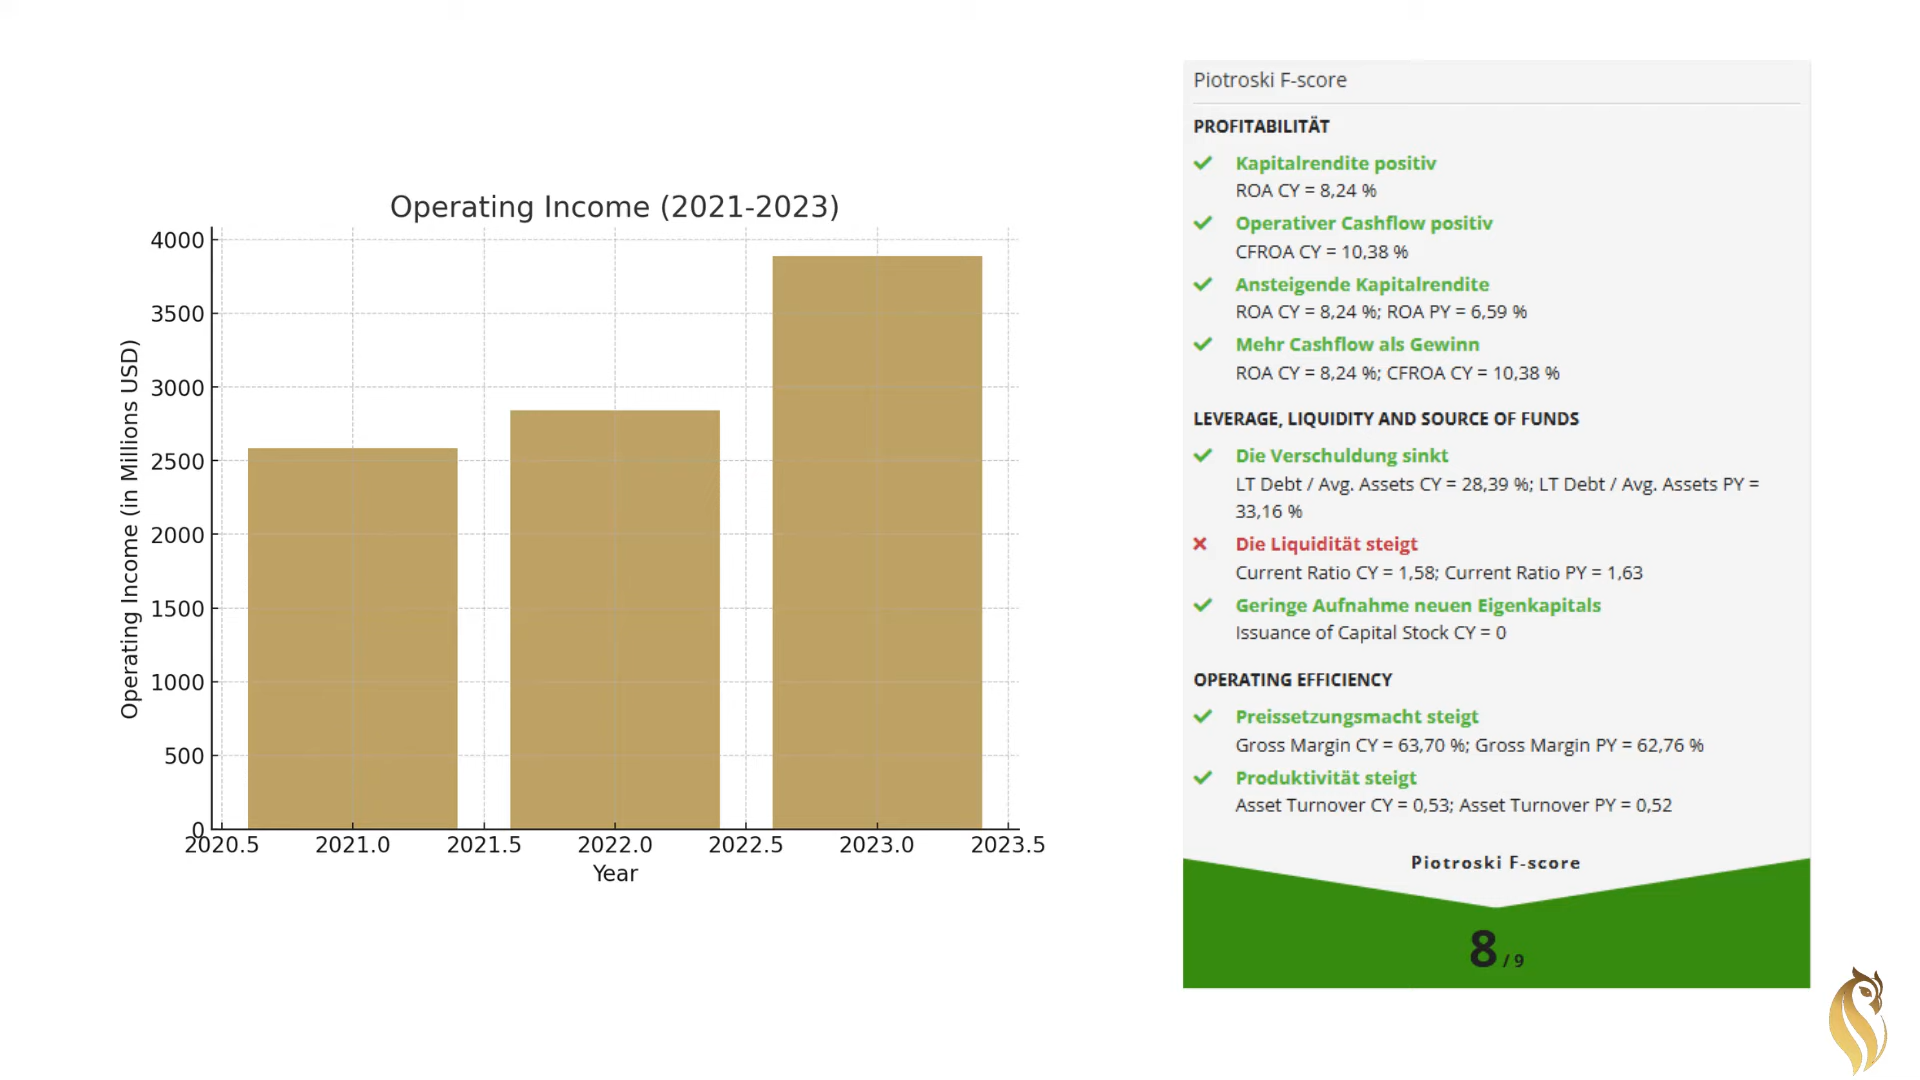 Operating Income (2021-2023)
4000
3500
3000
2500
2000
1500
1000
500
0
Operating Income (in Millions USD)
2020.5 2021.0 2021.5 2022.0 2022.5 2023.0 2023.5
Year
Piotroski F-score
PROFITABILITÄT
Kapitalrendite positiv
ROA CY = 8,24 %
Operativer Cashflow positiv
CFROA CY = 10,38 %
Ansteigende Kapitalrendite
ROA CY = 8,24 %; ROA PY = 6,59 %
Mehr Cashflow als Gewinn
ROA CY = 8,24 %; CFROA CY = 10,38 %
LEVERAGE, LIQUIDITY AND SOURCE OF FUNDS
Die Verschuldung sinkt
LT Debt / Avg. Assets CY = 28,39 %; LT Debt / Avg. Assets PY =
33,16 %
Die Liquidität steigt
Current Ratio CY = 1,58; Current Ratio PY = 1,63
Geringe Aufnahme neuen Eigenkapitals
Issuance of Capital Stock CY = 0
OPERATING EFFICIENCY
Preissetzungsmacht steigt
Gross Margin CY = 63,70 %; Gross Margin PY = 62,76 %
Produktivität steigt
Asset Turnover CY = 0,53; Asset Turnover PY = 0,52
Piotroski F-score
8 / 9